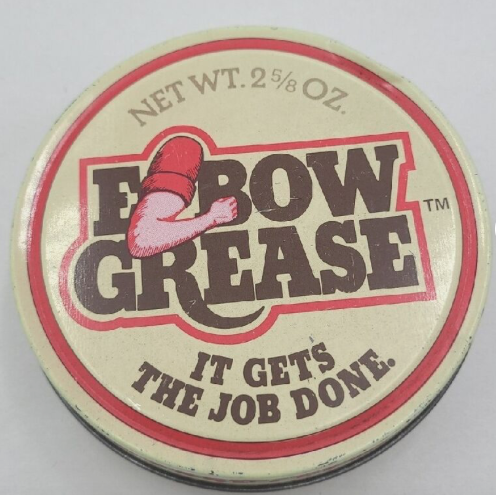 NET WT. 2 5/8 OZ.
ELBOW
GREASE
TM
IT GETS
THE JOB DONE.